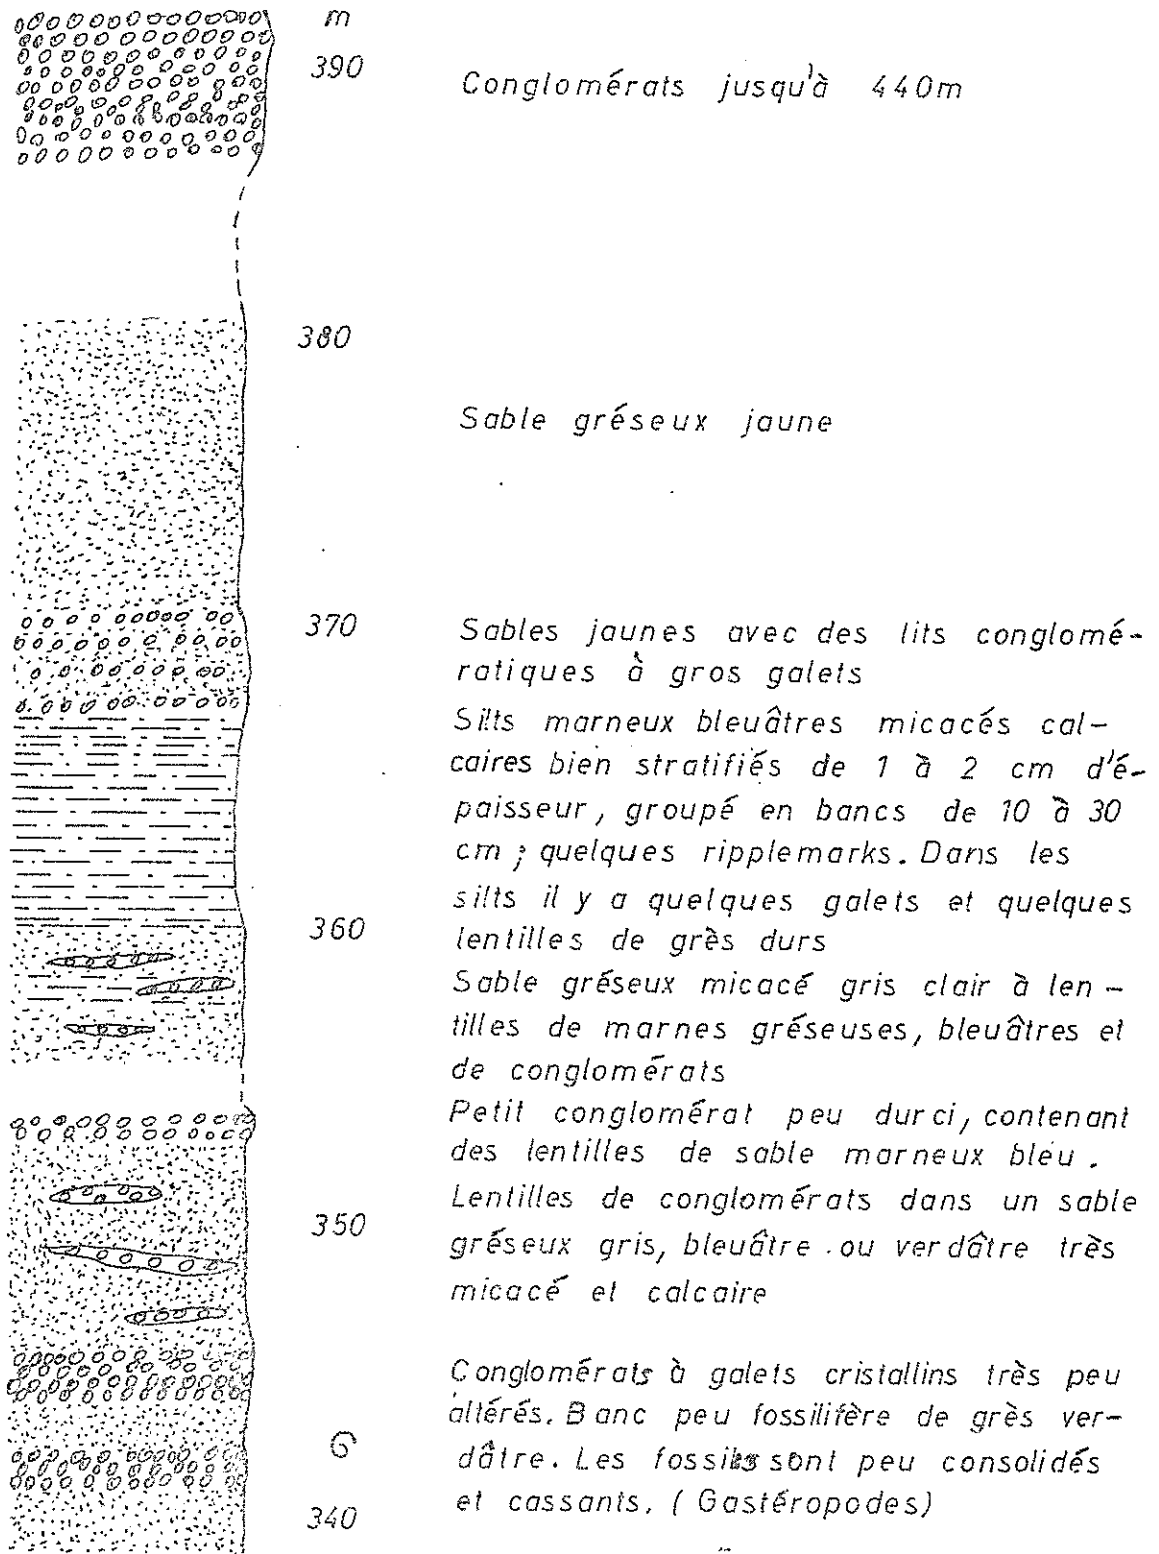 m
390
Conglomérats jusqu'à 440m
380
Sable gréseux jaune
370
Sables jaunes avec des lits conglomé-
ratiques à gros galets
Silts marneux bleuâtres micacés cal-
caires bien stratifiés de 1 à 2 cm d'é-
paisseur, groupé en bancs de 10 à 30
cm ; quelques ripplemarks. Dans les
silts il y a quelques galets et quelques
360
lentilles de grès durs
Sable gréseux micacé gris clair à len-
tilles de marnes gréseuses, bleuâtres et
de conglomérats
Petit conglomérat peu durci, contenant
des lentilles de sable marneux bleu.
Lentilles de conglomérats dans un sable
350
gréseux gris, bleuâtre ou verdâtre très
micacé et calcaire
Conglomérats à galets cristallins très peu
altérés. Banc peu fossilifère de grès ver-
G
dâtre. Les fossiles sont peu consolidés
et cassants. (Gastéropodes)
340